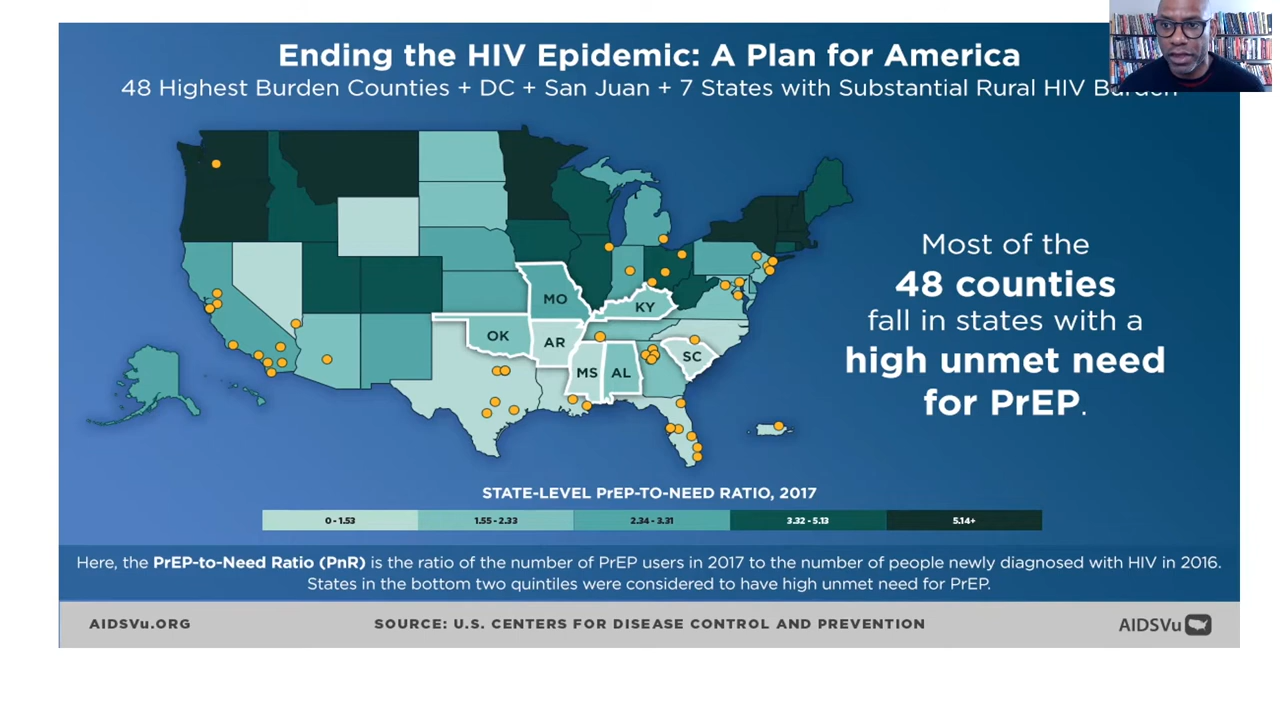 Ending the HIV Epidemic: A Plan for America
48 Highest Burden Counties + DC + San Juan + 7 States with Substantial Rural HIV Burden
MO
KY
OK
AR
SC
MS
AL
Most of the
48 counties
fall in states with a
high unmet need
for PrEP.
STATE-LEVEL PrEP-TO-NEED RATIO, 2017
0 - 1.53
1.55 - 2.33
2.34 - 3.31
3.32 - 5.13
5.14+
Here, the PrEP-to-Need Ratio (PnR) is the ratio of the number of PrEP users in 2017 to the number of people newly diagnosed with HIV in 2016.
States in the bottom two quintiles were considered to have high unmet need for PrEP.
AIDSVu.ORG
SOURCE: U.S. CENTERS FOR DISEASE CONTROL AND PREVENTION
AIDSVu